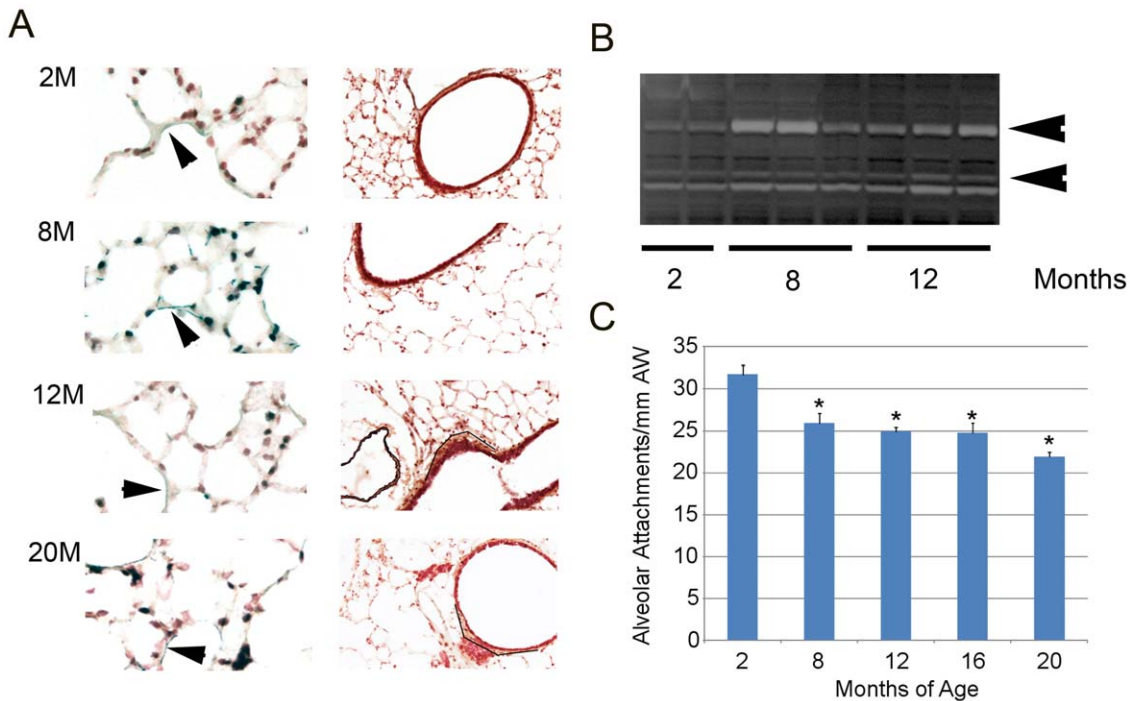 A
2M
8M
12M
20M
B
2 8 12 Months
C
Alveolar Attachments/mm AW
35
30
25
20
15
10
5
0
* * * *
2 8 12 16 20
Months of Age